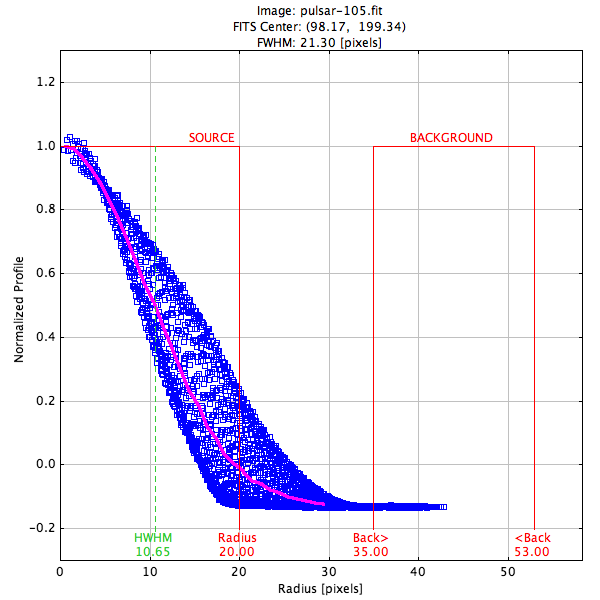 Image: pulsar-105.fit
FITS Center: (98.17, 199.34)
FWHM: 21.30 [pixels]
1.2
SOURCE
BACKGROUND
1.0
0.8
0.6
Normalized Profile
0.4
0.2
0.0
-0.2
HWHM
10.65
Radius
20.00
Back>
35.00
<Back
53.00
0 10 20 30 40 50
Radius [pixels]